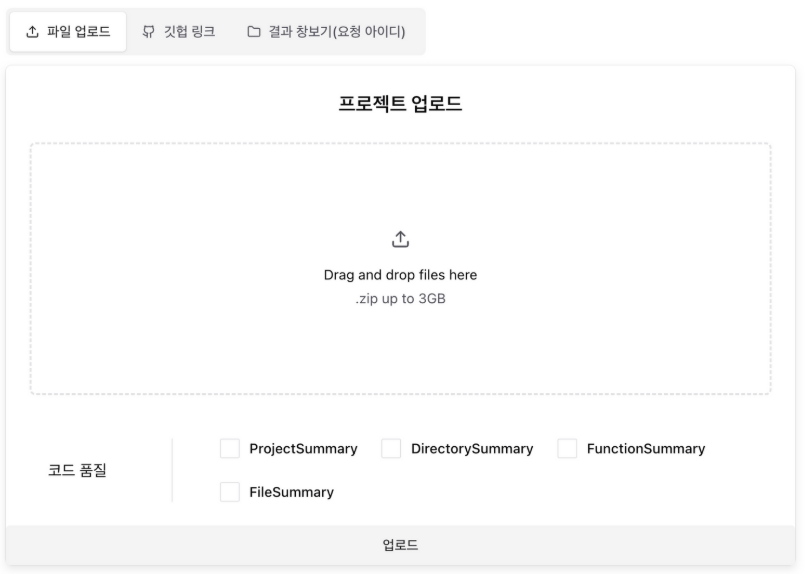 파일 업로드 깃헙 링크 결과 창보기(요청 아이디)
프로젝트 업로드
Drag and drop files here
.zip up to 3GB
코드 품질
ProjectSummary DirectorySummary FunctionSummary
FileSummary
업로드